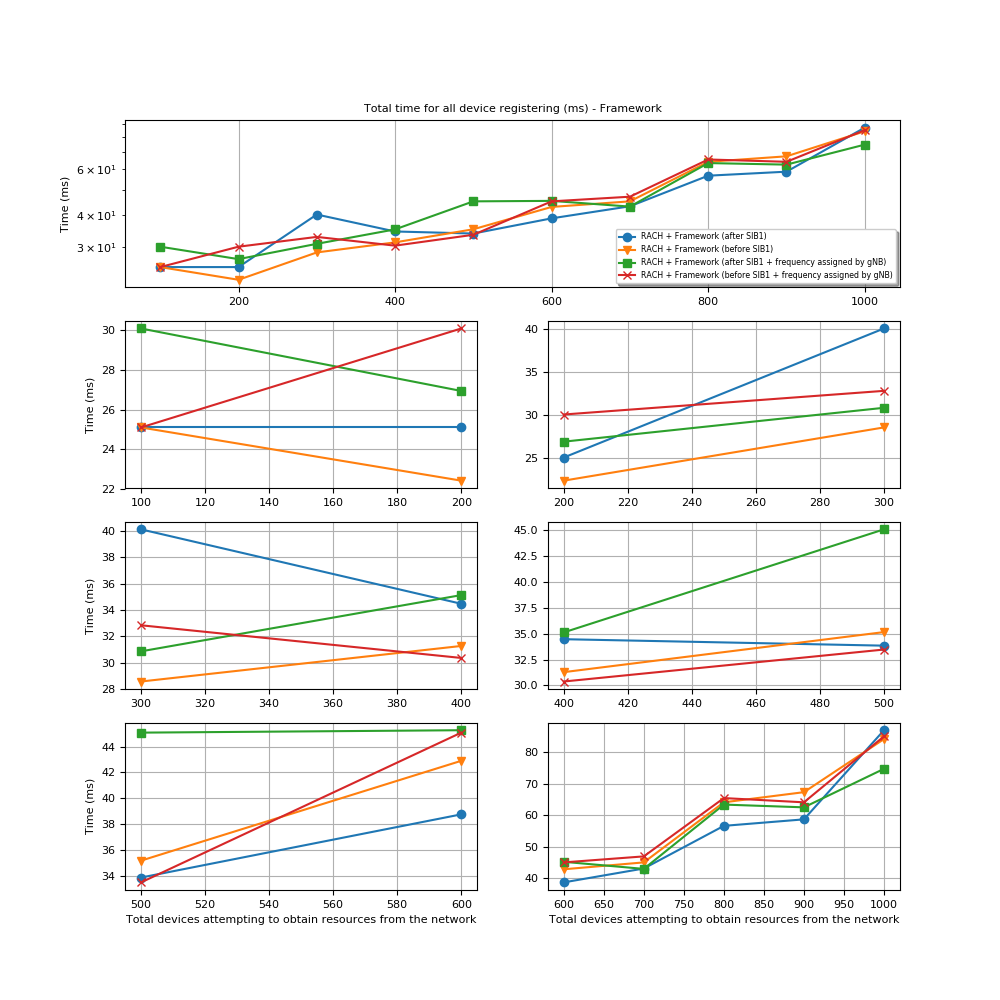 Total time for all device registering (ms) - Framework
Time (ms)
6 × 10¹
4 × 10¹
3 × 10¹
200 400 600 800 1000
RACH + Framework (after SIB1)
RACH + Framework (before SIB1)
RACH + Framework (after SIB1 + frequency assigned by gNB)
RACH + Framework (before SIB1 + frequency assigned by gNB)
Time (ms)
30
28
26
24
22
100 120 140 160 180 200
40
35
30
25
200 220 240 260 280 300
Time (ms)
40
38
36
34
32
30
28
300 320 340 360 380 400
45.0
42.5
40.0
37.5
35.0
32.5
30.0
400 420 440 460 480 500
Time (ms)
44
42
40
38
36
34
500 520 540 560 580 600
Total devices attempting to obtain resources from the network
80
70
60
50
40
600 650 700 750 800 850 900 950 1000
Total devices attempting to obtain resources from the network